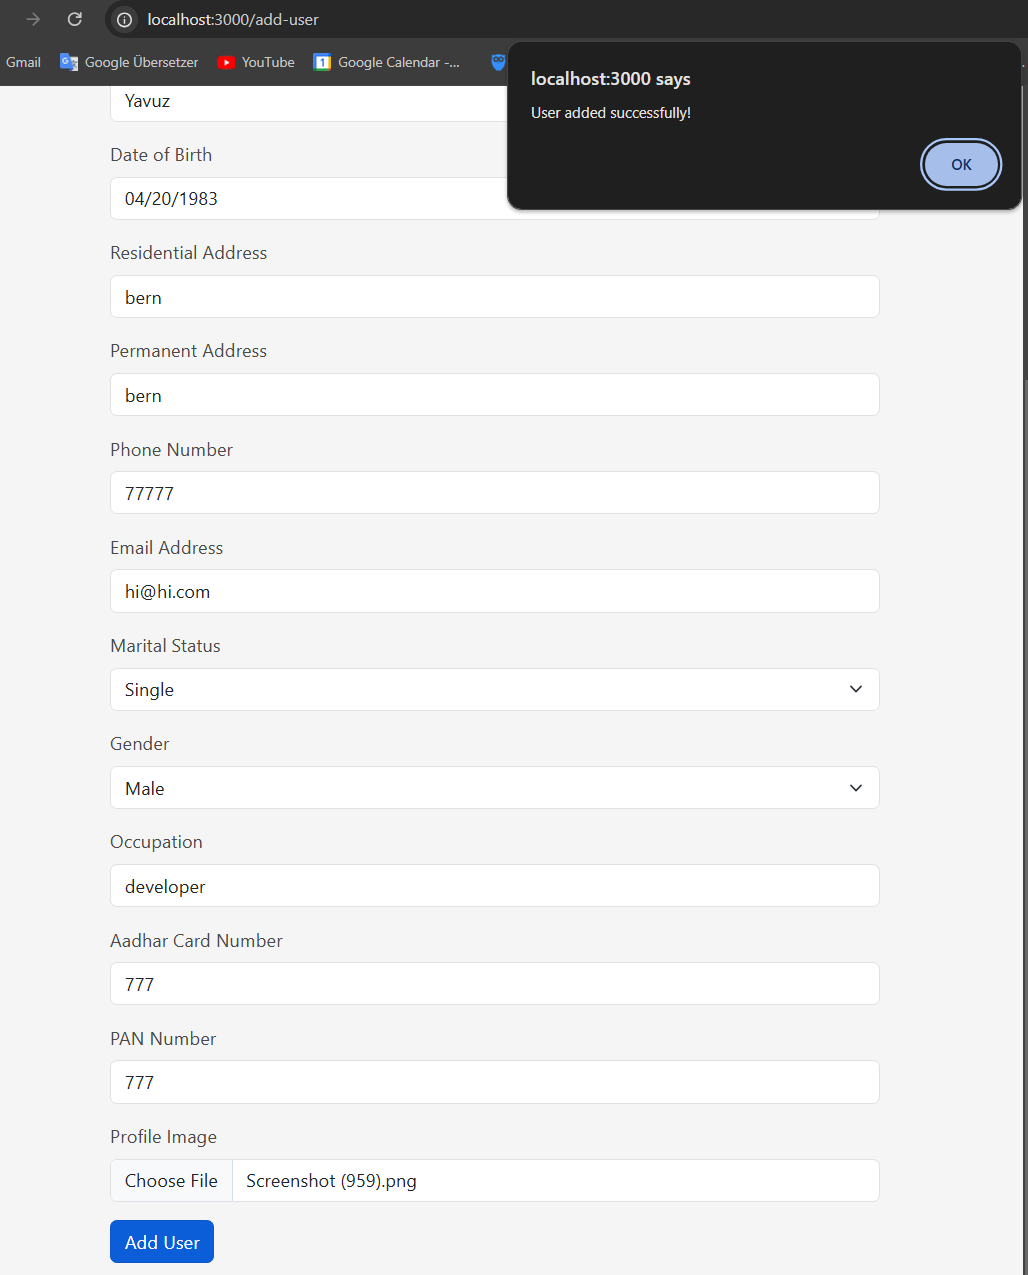 localhost:3000/add-user
Gmail
Google Übersetzer
YouTube
Google Calendar -...
localhost:3000 says
User added successfully!
OK
Yavuz
Date of Birth
04/20/1983
Residential Address
bern
Permanent Address
bern
Phone Number
77777
Email Address
hi@hi.com
Marital Status
Single
Gender
Male
Occupation
developer
Aadhar Card Number
777
PAN Number
777
Profile Image
Choose File Screenshot (959).png
Add User